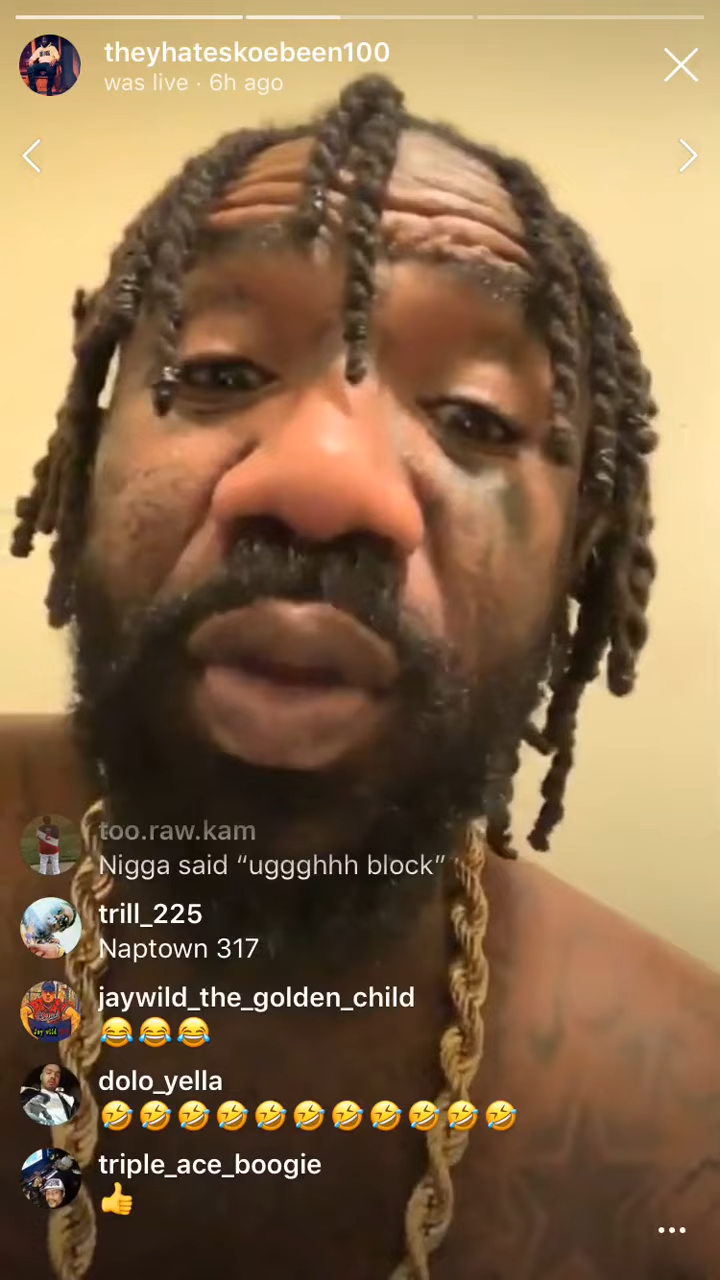 theyhateskoebeen100
was live · 6h ago
too.raw.kam
Nigga said “uggghhh block”
trill_225
Naptown 317
jaywild_the_golden_child
😂😂😂
dolo_yella
🤣🤣🤣🤣🤣🤣🤣🤣🤣🤣🤣
triple_ace_boogie
👍